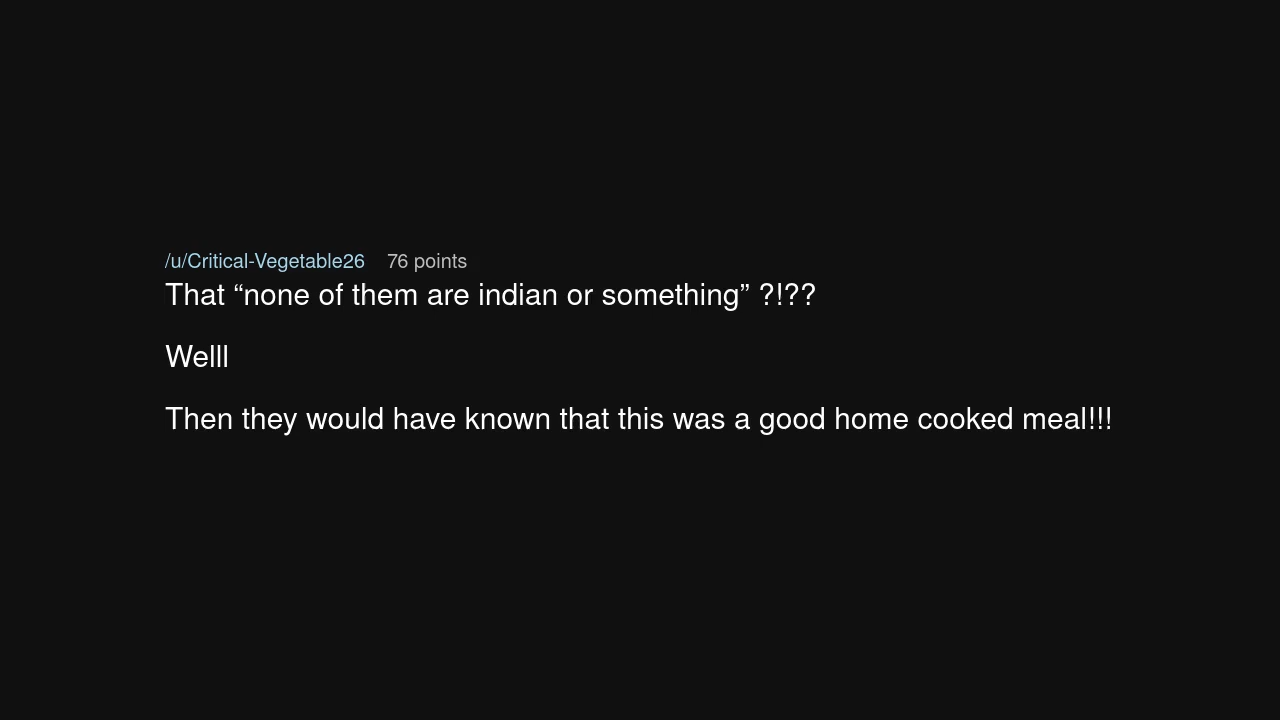 /u/Critical-Vegetable26 76 points
That “none of them are indian or something” ?!??
Welll
Then they would have known that this was a good home cooked meal!!!